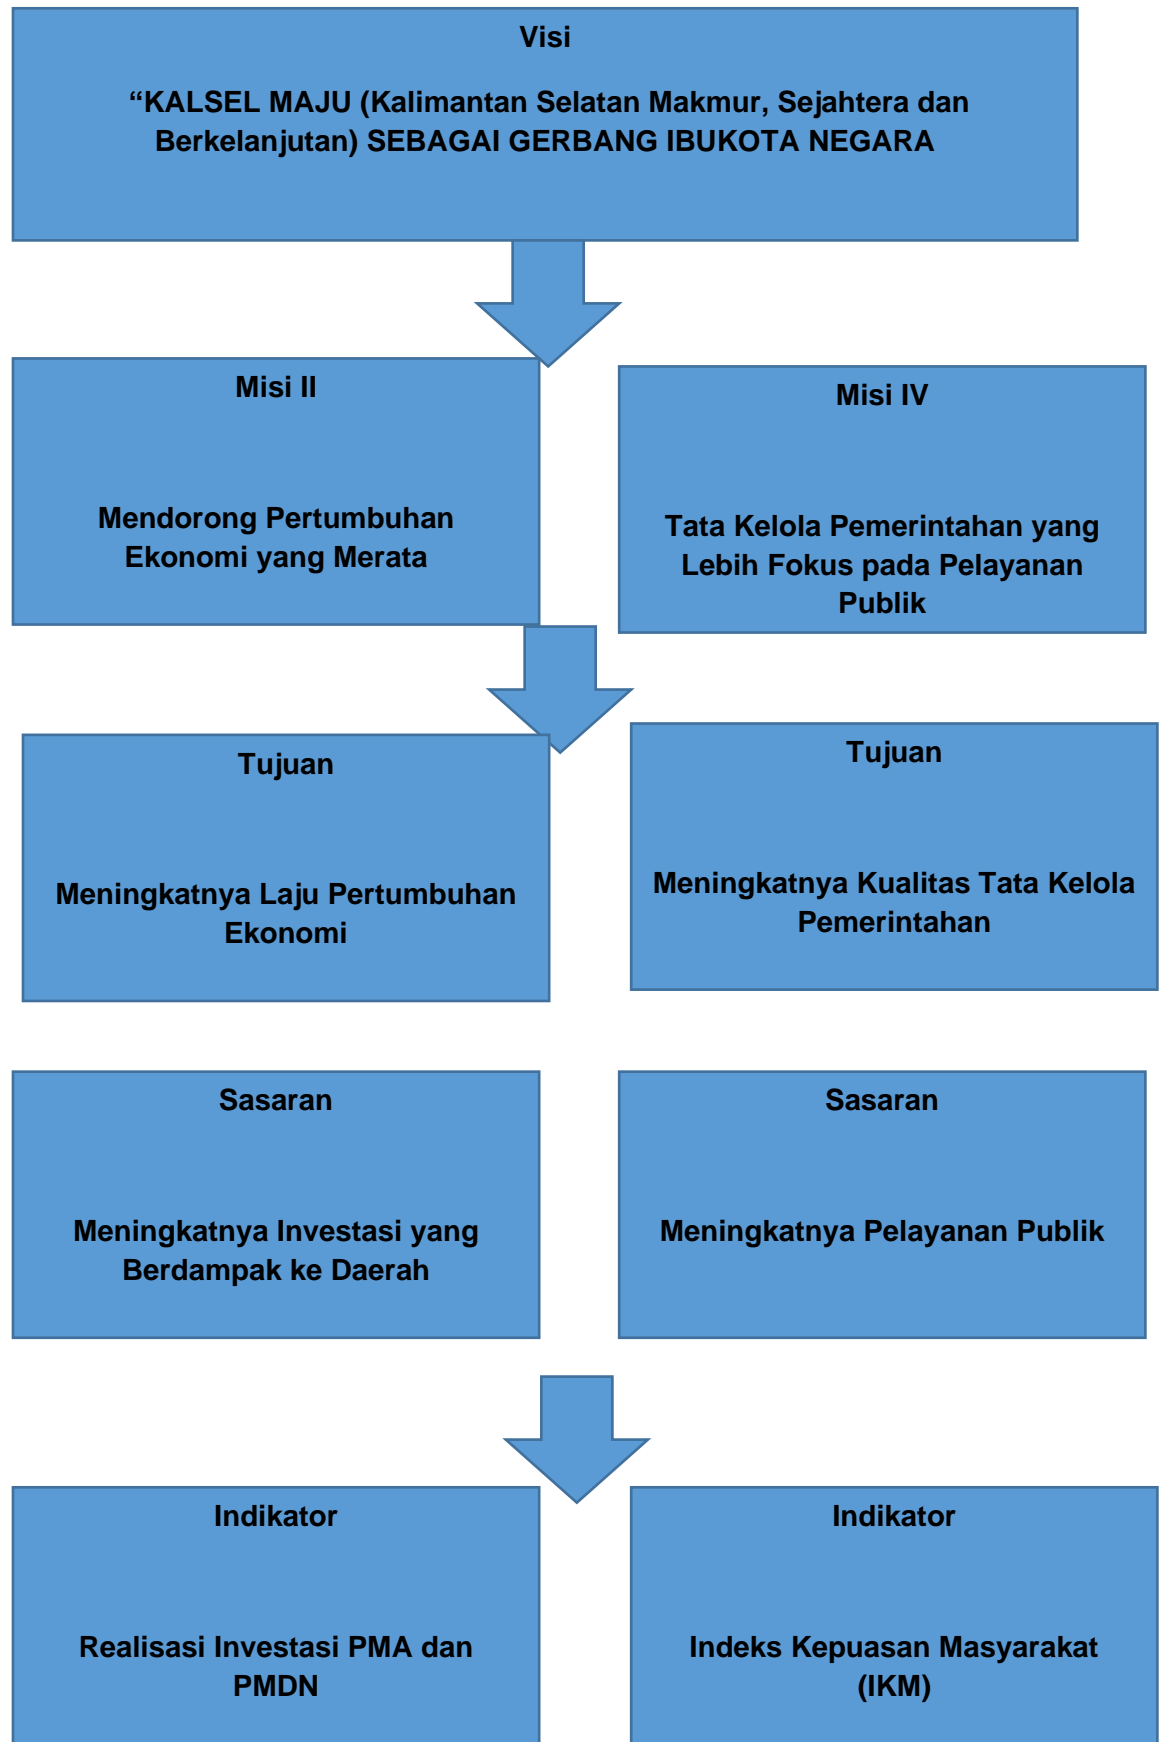 Visi
“KALSEL MAJU (Kalimantan Selatan Makmur, Sejahtera dan
Berkelanjutan) SEBAGAI GERBANG IBUKOTA NEGARA
Misi II
Mendorong Pertumbuhan
Ekonomi yang Merata
Misi IV
Tata Kelola Pemerintahan yang
Lebih Fokus pada Pelayanan
Publik
Tujuan
Meningkatnya Laju Pertumbuhan
Ekonomi
Tujuan
Meningkatnya Kualitas Tata Kelola
Pemerintahan
Sasaran
Meningkatnya Investasi yang
Berdampak ke Daerah
Sasaran
Meningkatnya Pelayanan Publik
Indikator
Realisasi Investasi PMA dan
PMDN
Indikator
Indeks Kepuasan Masyarakat
(IKM)